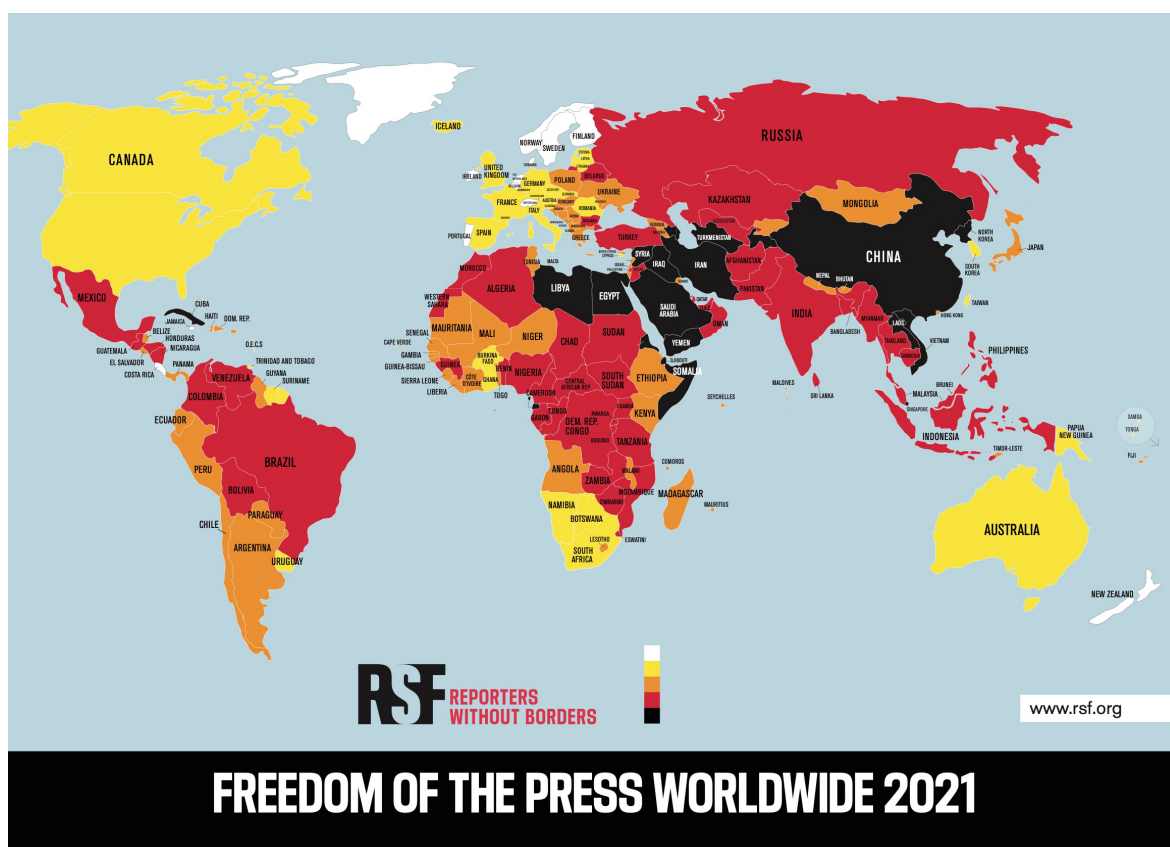 ICELAND
NORWAY
SWEDEN
FINLAND
RUSSIA
CANADA
IRELAND
UNITED
KINGDOM
GERMANY
POLAND
BELARUS
UKRAINE
FRANCE
AUSTRIA
HUNGARY
ROMANIA
ITALY
PORTUGAL
SPAIN
GREECE
TURKEY
KAZAKHSTAN
MONGOLIA
TURKMENISTAN
NORTH
KOREA
JAPAN
SOUTH
KOREA
CHINA
TUNISIA
MALTA
CYPRUS
SYRIA
IRAQ
IRAN
AFGHANISTAN
PAKISTAN
NEPAL
BHUTAN
TAIWAN
HONG KONG
MOROCCO
ALGERIA
LIBYA
EGYPT
SAUDI
ARABIA
QATAR
OMAN
YEMEN
INDIA
BANGLADESH
MYANMAR
LAOS
THAILAND
VIETNAM
CAMBODIA
PHILIPPINES
MEXICO
CUBA
JAMAICA
HAITI
DOM. REP.
BELIZE
HONDURAS
NICARAGUA
GUATEMALA
EL SALVADOR
COSTA RICA
PANAMA
O.E.C.S
TRINIDAD AND TOBAGO
GUYANA
SURINAME
VENEZUELA
COLOMBIA
ECUADOR
PERU
BRAZIL
BOLIVIA
PARAGUAY
CHILE
ARGENTINA
URUGUAY
WESTERN
SAHARA
MAURITANIA
MALI
NIGER
CHAD
SUDAN
SENEGAL
CAPE VERDE
GAMBIA
GUINEA-BISSAU
GUINEA
SIERRA LEONE
LIBERIA
CÔTE
D'IVOIRE
BURKINA
FASO
GHANA
TOGO
BENIN
NIGERIA
CAMEROON
CENTRAL
AFRICAN REP.
SOUTH
SUDAN
ETHIOPIA
DJIBOUTI
SOMALIA
GABON
CONGO
DEM. REP.
CONGO
UGANDA
RWANDA
BURUNDI
KENYA
TANZANIA
SEYCHELLES
COMOROS
ANGOLA
ZAMBIA
MALAWI
MOZAMBIQUE
ZIMBABWE
MADAGASCAR
MAURITIUS
NAMIBIA
BOTSWANA
LESOTHO
ESWATINI
SOUTH
AFRICA
MALDIVES
SRI LANKA
BRUNEI
MALAYSIA
SINGAPORE
INDONESIA
TIMOR-LESTE
PAPUA
NEW GUINEA
SAMOA
TONGA
FIJI
AUSTRALIA
NEW ZEALAND
RSF REPORTERS
WITHOUT BORDERS
www.rsf.org
FREEDOM OF THE PRESS WORLDWIDE 2021